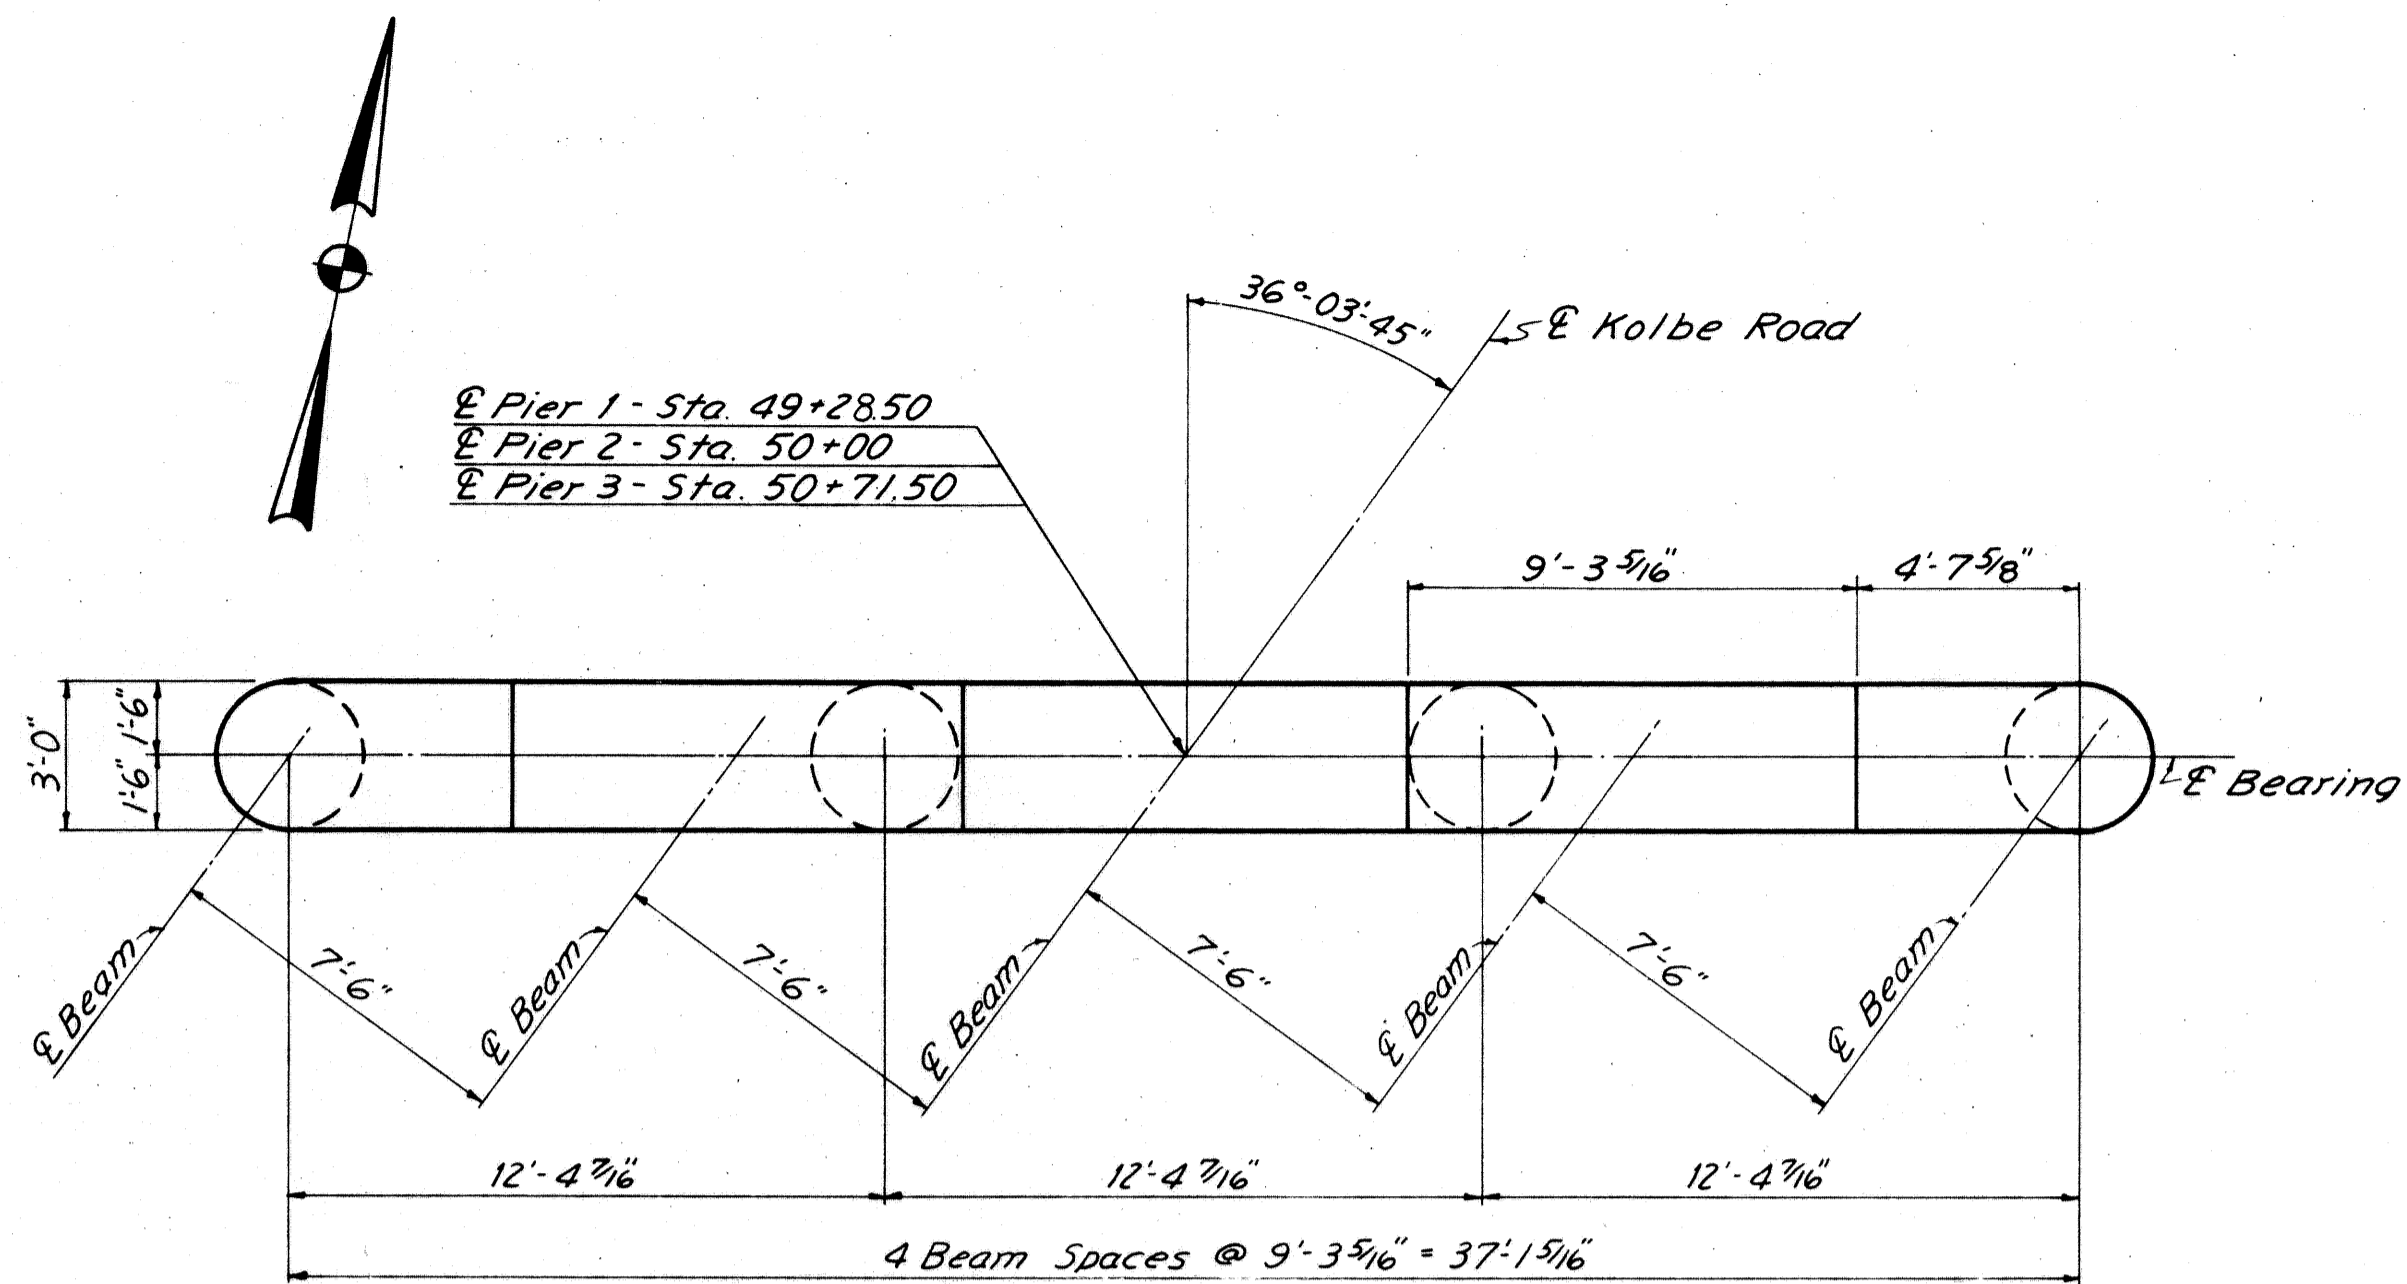 36°-03'-45"
℄ Kolbe Road
℄ Pier 1 - Sta. 49+28.50
℄ Pier 2 - Sta. 50+00
℄ Pier 3 - Sta. 50+71.50
9'-3 5/16"
4'-7 5/8"
3'-0"
1'-6"
1'-6"
℄ Bearing
℄ Beam
7'-6"
℄ Beam
7'-6"
℄ Beam
7'-6"
℄ Beam
7'-6"
℄ Beam
12'-4 7/16"
12'-4 7/16"
12'-4 7/16"
4 Beam Spaces @ 9'-3 5/16" = 37'-1 5/16"